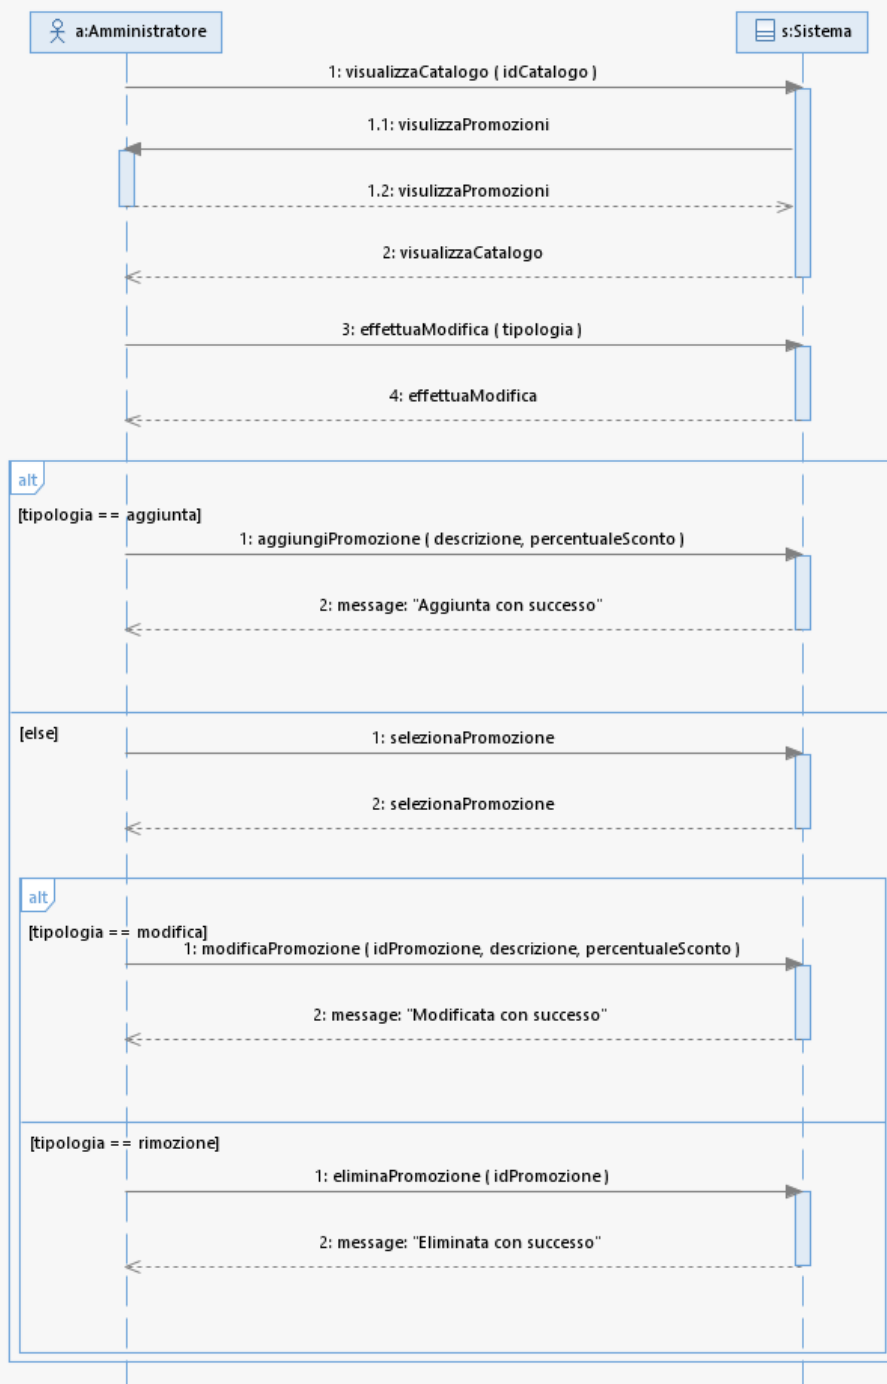 a:Amministratore
s:Sistema
1: visualizzaCatalogo ( idCatalogo )
1.1: visulizzaPromozioni
1.2: visulizzaPromozioni
2: visualizzaCatalogo
3: effettuaModifica ( tipologia )
4: effettuaModifica
alt
[tipologia == aggiunta]
1: aggiungiPromozione ( descrizione, percentualeSconto )
2: message: "Aggiunta con successo"
[else]
1: selezionaPromozione
2: selezionaPromozione
alt
[tipologia == modifica]
1: modificaPromozione ( idPromozione, descrizione, percentualeSconto )
2: message: "Modificata con successo"
[tipologia == rimozione]
1: eliminaPromozione ( idPromozione )
2: message: "Eliminata con successo"